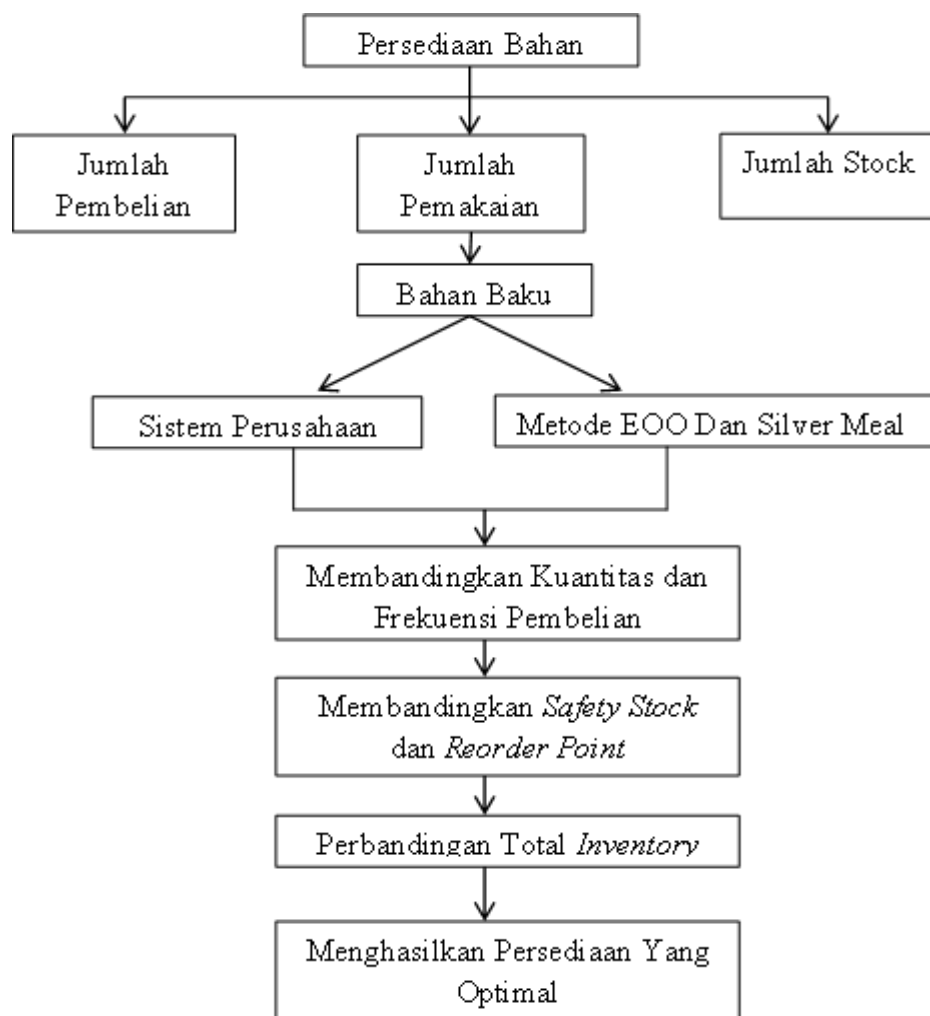 Persediaan Bahan
Jumlah
Pembelian
Jumlah
Pemakaian
Jumlah Stock
Bahan Baku
Sistem Perusahaan
Metode EOQ Dan Silver Meal
Membandingkan Kuantitas dan
Frekuensi Pembelian
Membandingkan Safety Stock
dan Reorder Point
Perbandingan Total Inventory
Menghasilkan Persediaan Yang
Optimal